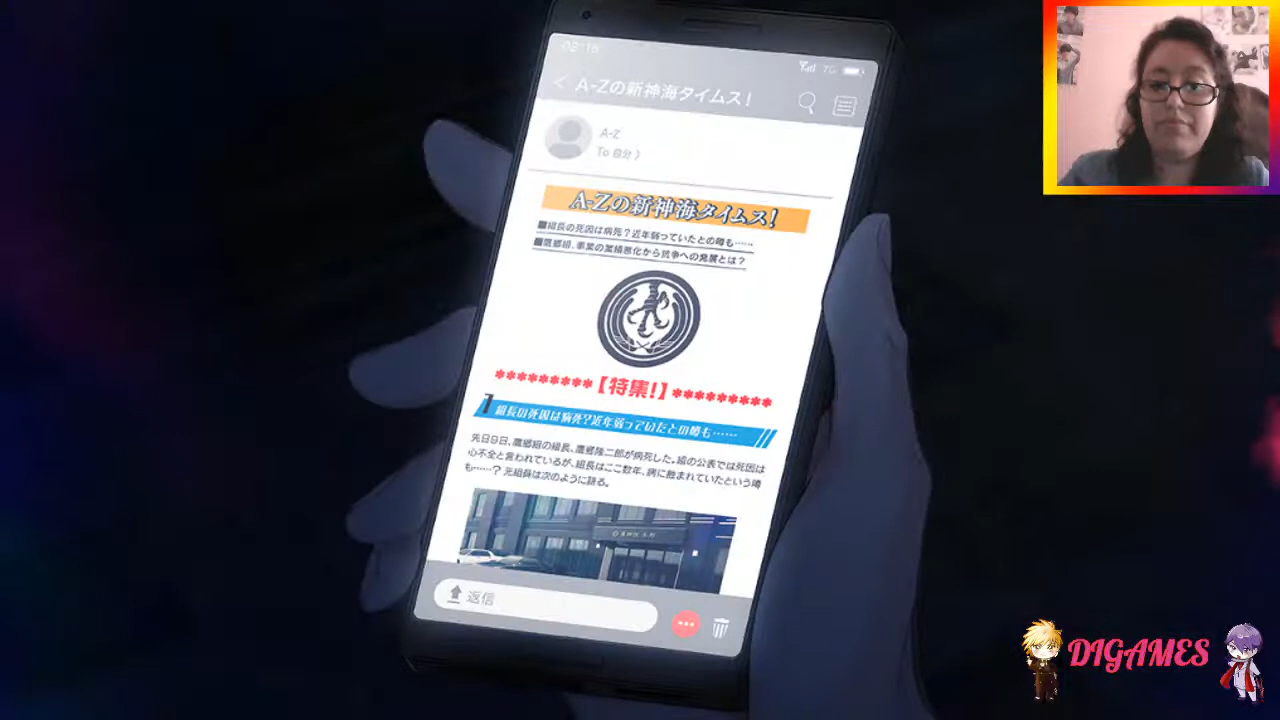 02:15
7G
A-Zの新神海タイムス!
A-Z
To 自分
A-Zの新神海タイムス!
■組長の死因は病死?近年弱っていたとの噂も……
■鷹郷組、事業の業績悪化から抗争への発展とは?
*********【特集!】*********
1 組長の死因は病死?近年弱っていたとの噂も……
先日9日、鷹郷組の組長、鷹郷隆二郎が病死した。組の公表では死因は
心不全と言われているが、組長はここ数年、病に蝕まれていたという噂
も……? 元組員は次のように語る。
返信
DIGAMES